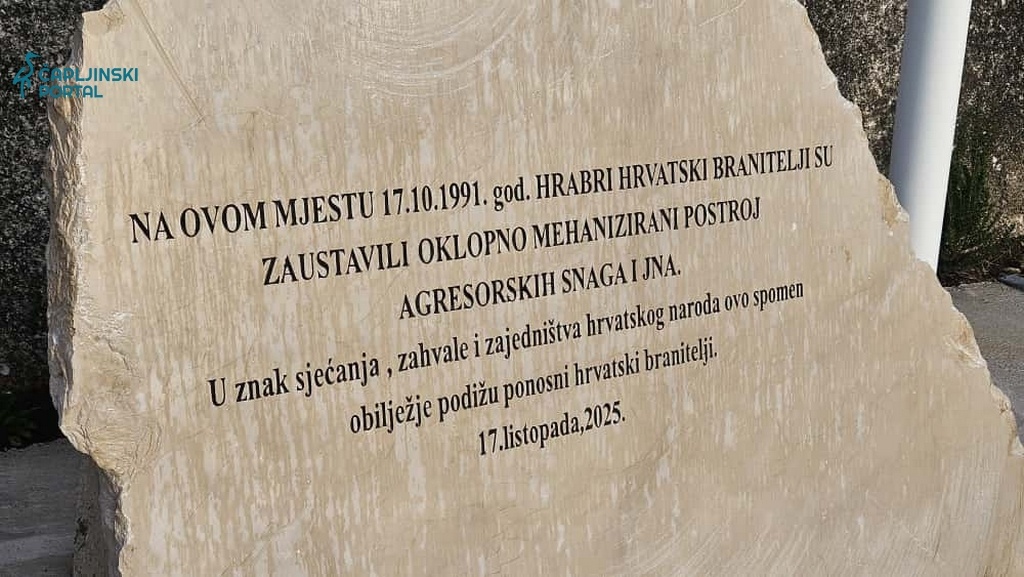 ČAPLJINSKI
PORTAL
NA OVOM MJESTU 17.10.1991. god. HRABRI HRVATSKI BRANITELJI SU
ZAUSTAVILI OKLOPNO MEHANIZIRANI POSTROJ
AGRESORSKIH SNAGA I JNA.
U znak sjećanja , zahvale i zajedništva hrvatskog naroda ovo spomen
obilježje podižu ponosni hrvatski branitelji.
17.listopada,2025.